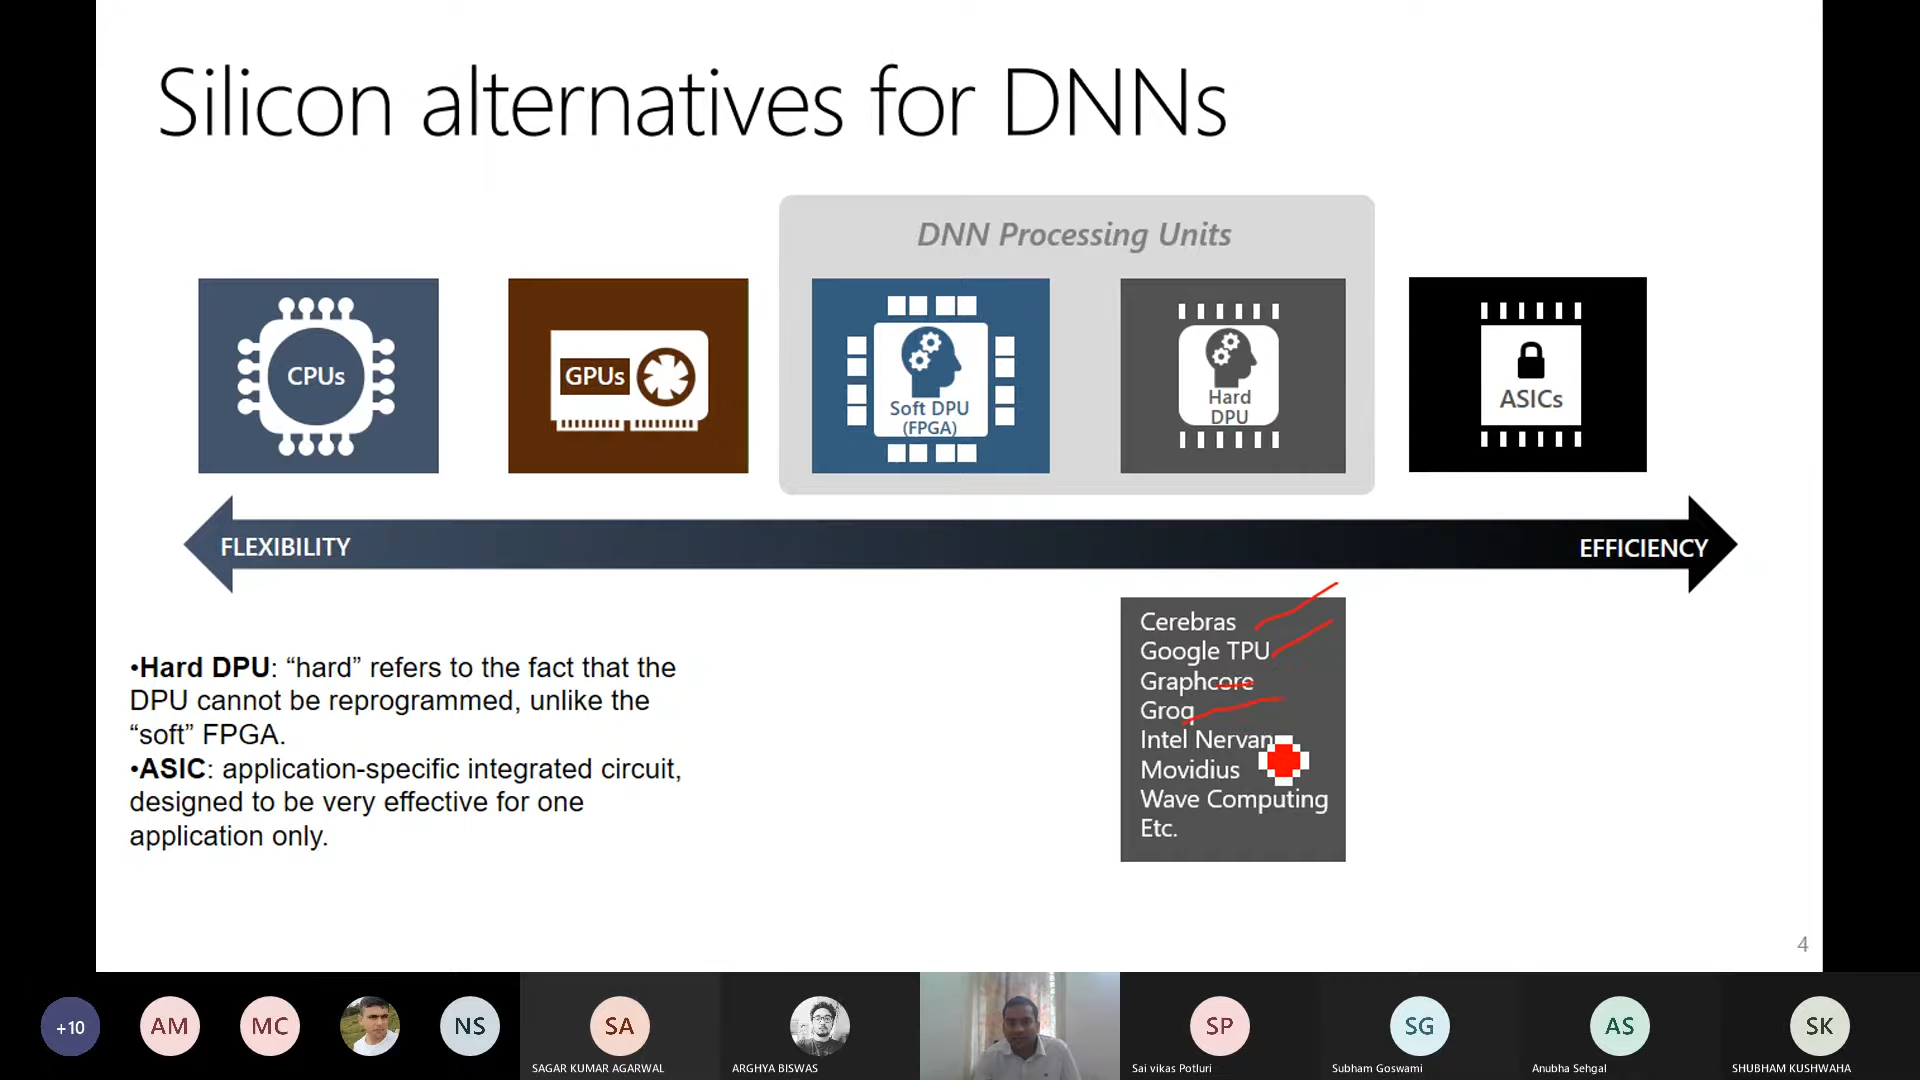 Silicon alternatives for DNNs
DNN Processing Units
CPUs
GPUs
Soft DPU
(FPGA)
Hard
DPU
ASICs
FLEXIBILITY
EFFICIENCY
•Hard DPU: “hard” refers to the fact that the
DPU cannot be reprogrammed, unlike the
“soft” FPGA.
•ASIC: application-specific integrated circuit,
designed to be very effective for one
application only.
Cerebras
Google TPU
Graphcore
Groq
Intel Nervan
Movidius
Wave Computing
Etc.
4
+10
AM
MC
NS
SA
SAGAR KUMAR AGARWAL
ARGHYA BISWAS
SP
Sai vikas Potluri
SG
Subham Goswami
AS
Anubha Sehgal
SK
SHUBHAM KUSHWAHA